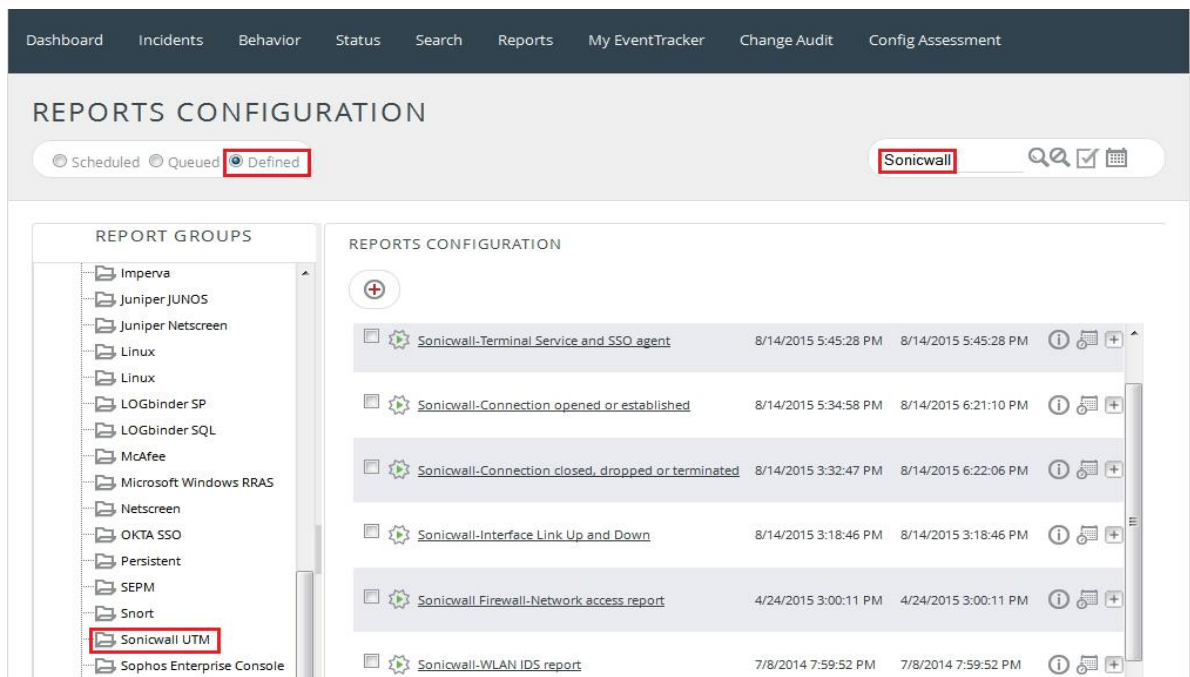 Dashboard Incidents Behavior Status Search Reports My EventTracker Change Audit Config Assessment
REPORTS CONFIGURATION
Scheduled Queued Defined
Sonicwall
REPORT GROUPS
Imperva
Juniper JUNOS
Juniper Netscreen
Linux
Linux
LOGbinder SP
LOGbinder SQL
McAfee
Microsoft Windows RRAS
Netscreen
OKTA SSO
Persistent
SEPM
Snort
Sonicwall UTM
Sophos Enterprise Console
REPORTS CONFIGURATION
Sonicwall-Terminal Service and SSO agent 8/14/2015 5:45:28 PM 8/14/2015 5:45:28 PM
Sonicwall-Connection opened or established 8/14/2015 5:34:58 PM 8/14/2015 6:21:10 PM
Sonicwall-Connection closed, dropped or terminated 8/14/2015 3:32:47 PM 8/14/2015 6:22:06 PM
Sonicwall-Interface Link Up and Down 8/14/2015 3:18:46 PM 8/14/2015 3:18:46 PM
Sonicwall Firewall-Network access report 4/24/2015 3:00:11 PM 4/24/2015 3:00:11 PM
Sonicwall-WLAN IDS report 7/8/2014 7:59:52 PM 7/8/2014 7:59:52 PM